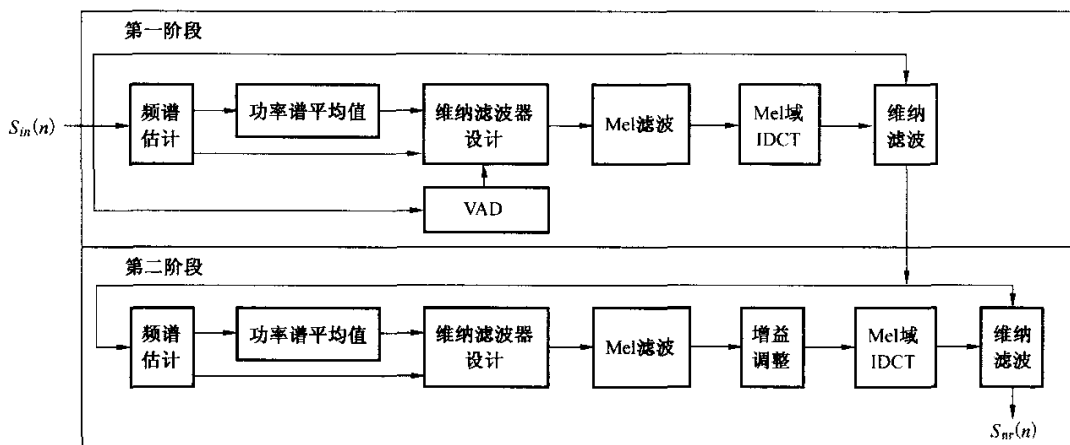 第一阶段
S_in(n)
频谱
估计
功率谱平均值
维纳滤波器
设计
Mel滤波
Mel域
IDCT
维纳
滤波
VAD
第二阶段
频谱
估计
功率谱平均值
维纳滤波器
设计
Mel滤波
增益
调整
Mel域
IDCT
维纳
滤波
S_nr(n)